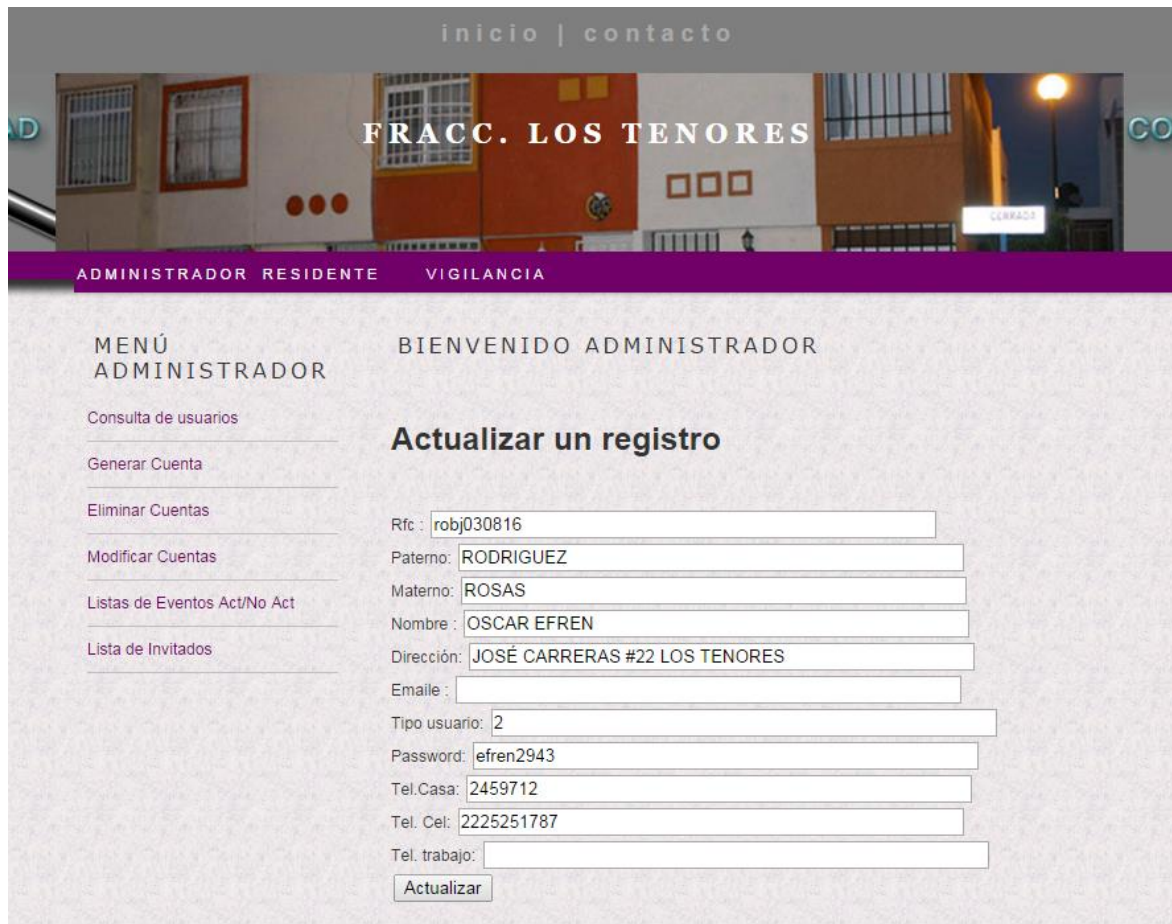 inicio | contacto
AD
FRACC. LOS TENORES
CO
CERRADA
ADMINISTRADOR RESIDENTE VIGILANCIA
MENÚ
ADMINISTRADOR
Consulta de usuarios
Generar Cuenta
Eliminar Cuentas
Modificar Cuentas
Listas de Eventos Act/No Act
Lista de Invitados
BIENVENIDO ADMINISTRADOR
Actualizar un registro
Rfc : robj030816
Paterno: RODRIGUEZ
Materno: ROSAS
Nombre : OSCAR EFREN
Dirección: JOSÉ CARRERAS #22 LOS TENORES
Emaile :
Tipo usuario: 2
Password: efren2943
Tel.Casa: 2459712
Tel. Cel: 2225251787
Tel. trabajo:
Actualizar